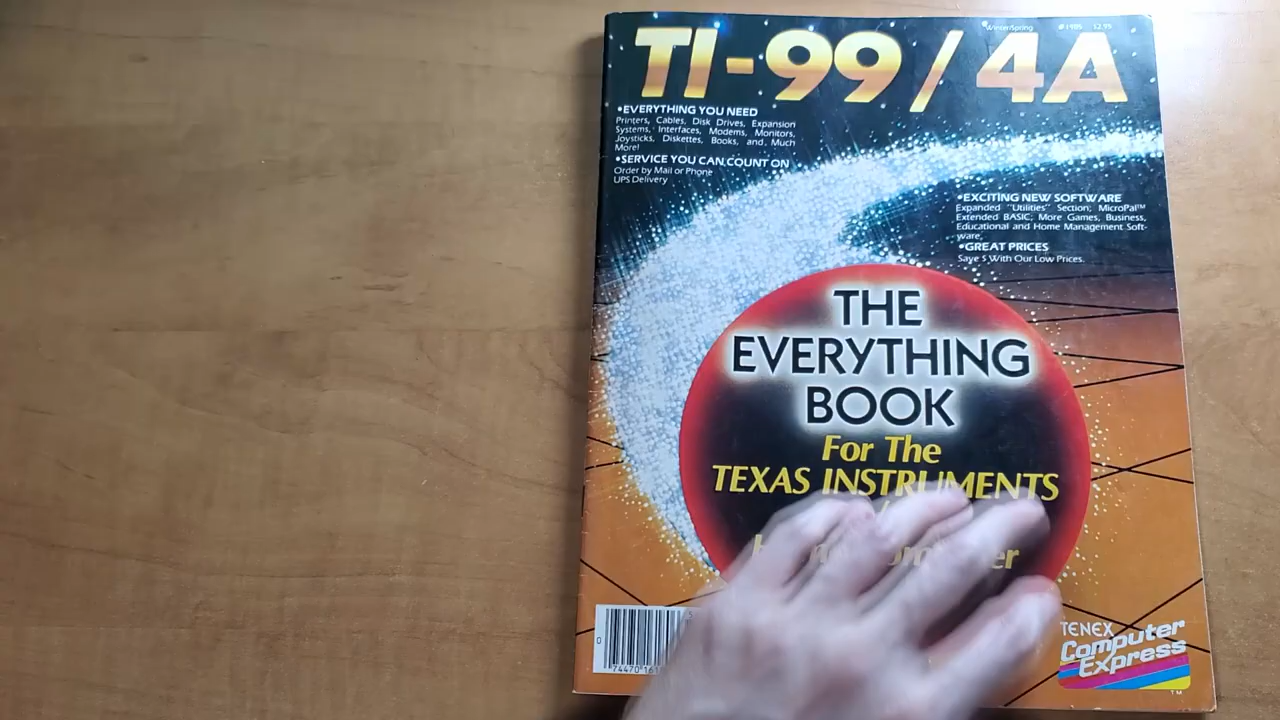 Winter/Spring © 1985 $2.95
TI-99/4A
•EVERYTHING YOU NEED
Printers, Cables, Disk Drives, Expansion
Systems, Interfaces, Modems, Monitors,
Joysticks, Diskettes, Books, and Much
More!
•SERVICE YOU CAN COUNT ON
Order by Mail or Phone
UPS Delivery
•EXCITING NEW SOFTWARE
Expanded "Utilities" Section; MicroPal™
Extended BASIC; More Games, Business,
Educational and Home Management Soft-
ware.
•GREAT PRICES
Save $ With Our Low Prices.
THE
EVERYTHING
BOOK
For The
TEXAS INSTRUMENTS
0
TENEX
Computer
Express
TM